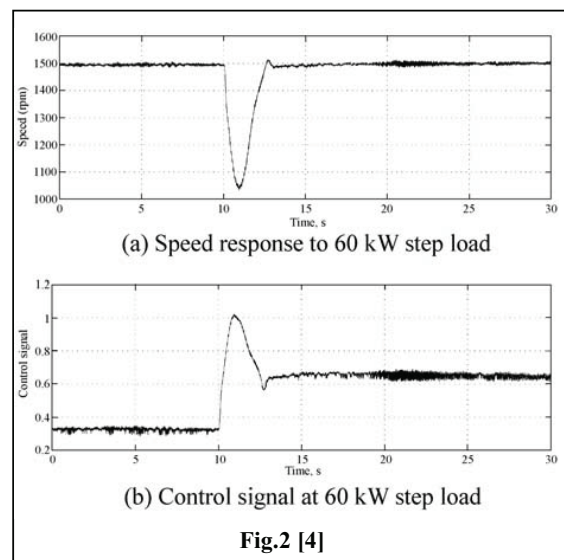 1600
1500
1400
1300
1200
1100
1000
Speed (rpm)
0 5 10 15 20 25 30
Time, s
(a) Speed response to 60 kW step load
1.2
1
0.8
0.6
0.4
0.2
Control signal
0 5 10 15 20 25 30
Time, s
(b) Control signal at 60 kW step load
Fig.2 [4]